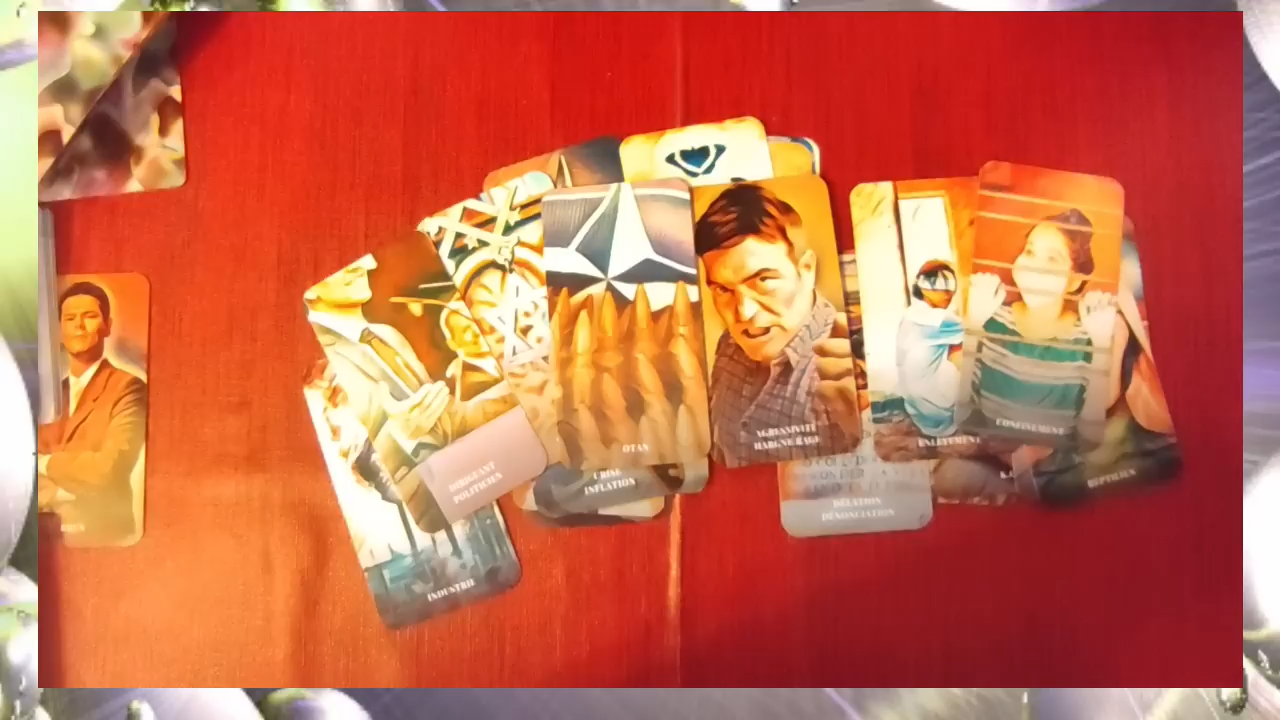 DIRIGEANT
POLITICIEN
INDUSTRIE
OTAN
CRISE
INFLATION
AGRESSIVITÉ
HARGNE RAGE
DÉLATION
DÉNONCIATION
ENLÈVEMENT
CONFINEMENT
REPTILIEN